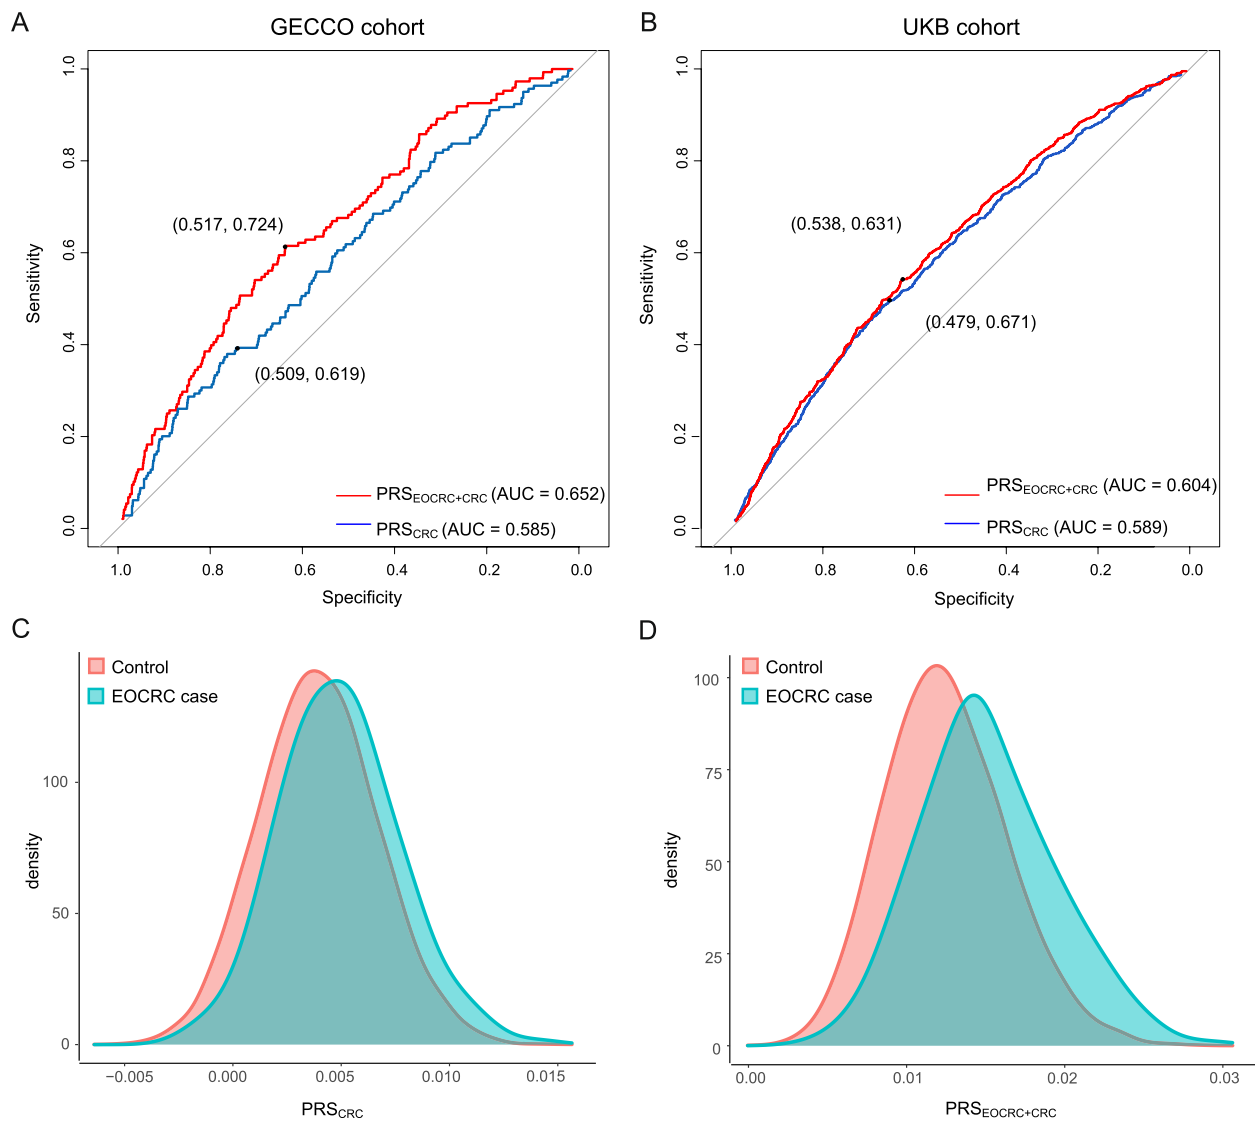 A
GECCO cohort
1.0
0.8
0.6
0.4
0.2
0.0
Sensitivity
(0.517, 0.724)
(0.509, 0.619)
PRSEOCRC+CRC (AUC = 0.652)
PRSCRC (AUC = 0.585)
1.0 0.8 0.6 0.4 0.2 0.0
Specificity
B
UKB cohort
1.0
0.8
0.6
0.4
0.2
0.0
Sensitivity
(0.538, 0.631)
(0.479, 0.671)
PRSEOCRC+CRC (AUC = 0.604)
PRSCRC (AUC = 0.589)
1.0 0.8 0.6 0.4 0.2 0.0
Specificity
C
Control
EOCRC case
100
50
0
density
−0.005 0.000 0.005 0.010 0.015
PRSCRC
D
Control
EOCRC case
100
75
50
25
0
density
0.00 0.01 0.02 0.03
PRSEOCRC+CRC